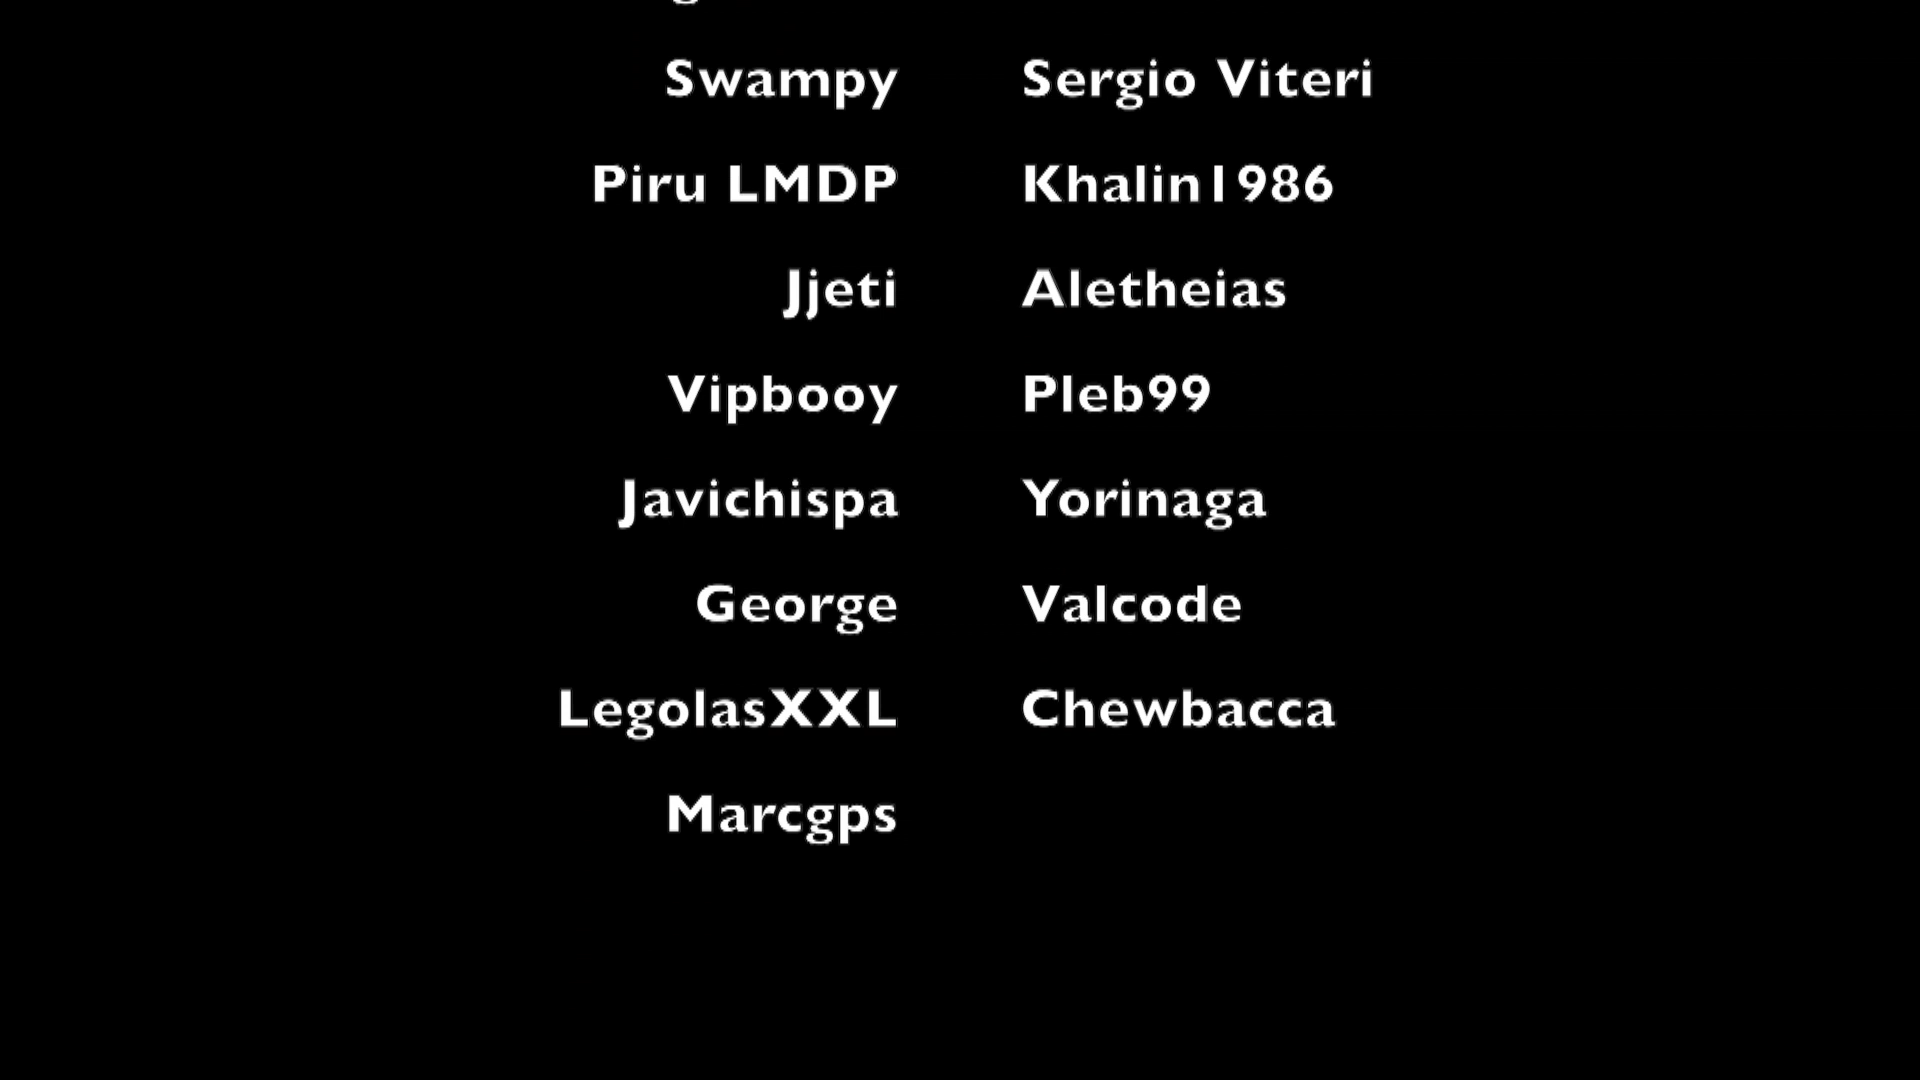 Swampy Sergio Viteri
Piru LMDP Khalin1986
Jjeti Aletheias
Vipbooy Pleb99
Javichispa Yorinaga
George Valcode
LegolasXXL Chewbacca
Marcgps